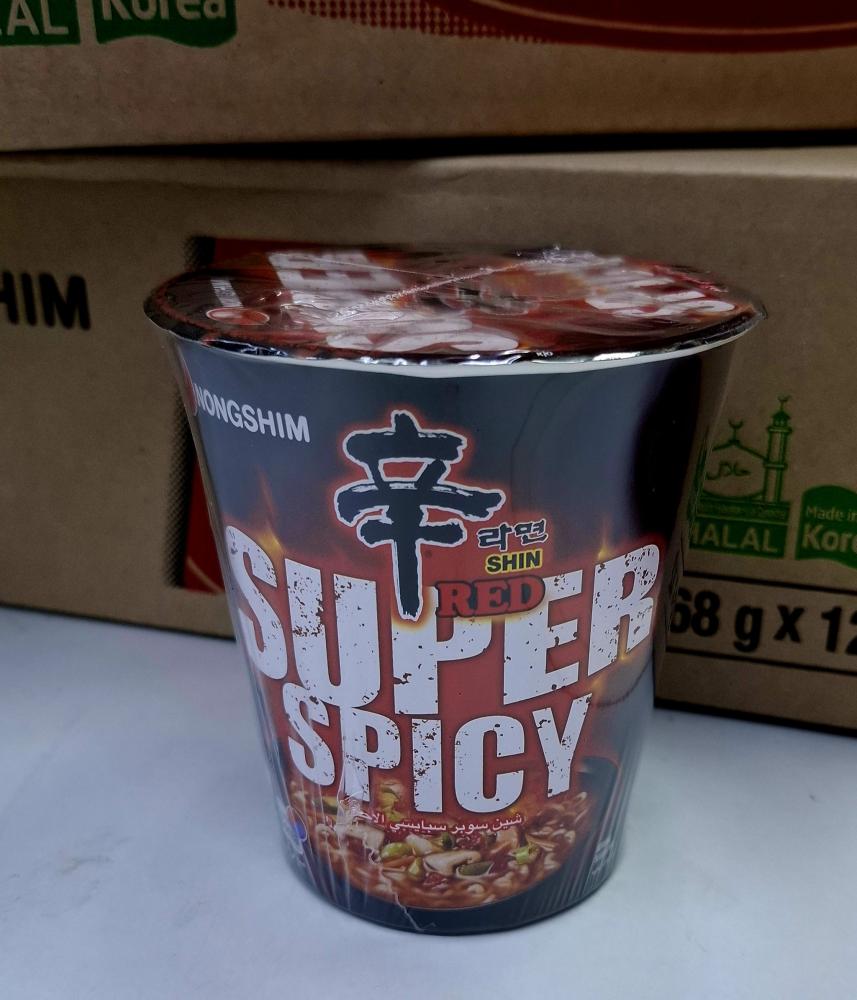 Korea
HIM
NONGSHIM
辛
라면
SHIN
RED
SUPER
SPICY
شين سوبر سبايسي
حلال
HALAL
Made in
Korea
68 g x 12